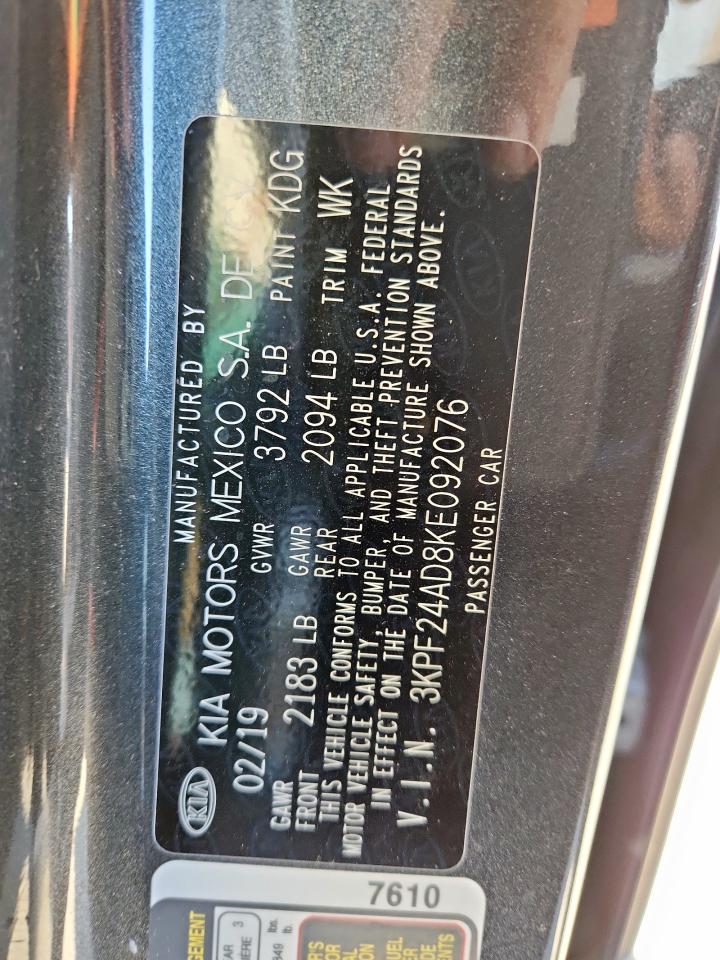 MANUFACTURED BY
KIA KIA MOTORS MEXICO S.A. DE CV
02/19 GVWR 3792 LB PAINT KDG
GAWR FRONT 2183 LB GAWR REAR 2094 LB TRIM WK
THIS VEHICLE CONFORMS TO ALL APPLICABLE U.S.A. FEDERAL
MOTOR VEHICLE SAFETY, BUMPER, AND THEFT PREVENTION STANDARDS
IN EFFECT ON THE DATE OF MANUFACTURE SHOWN ABOVE.
V.I.N. 3KPF24AD8KE092076
PASSENGER CAR
7610